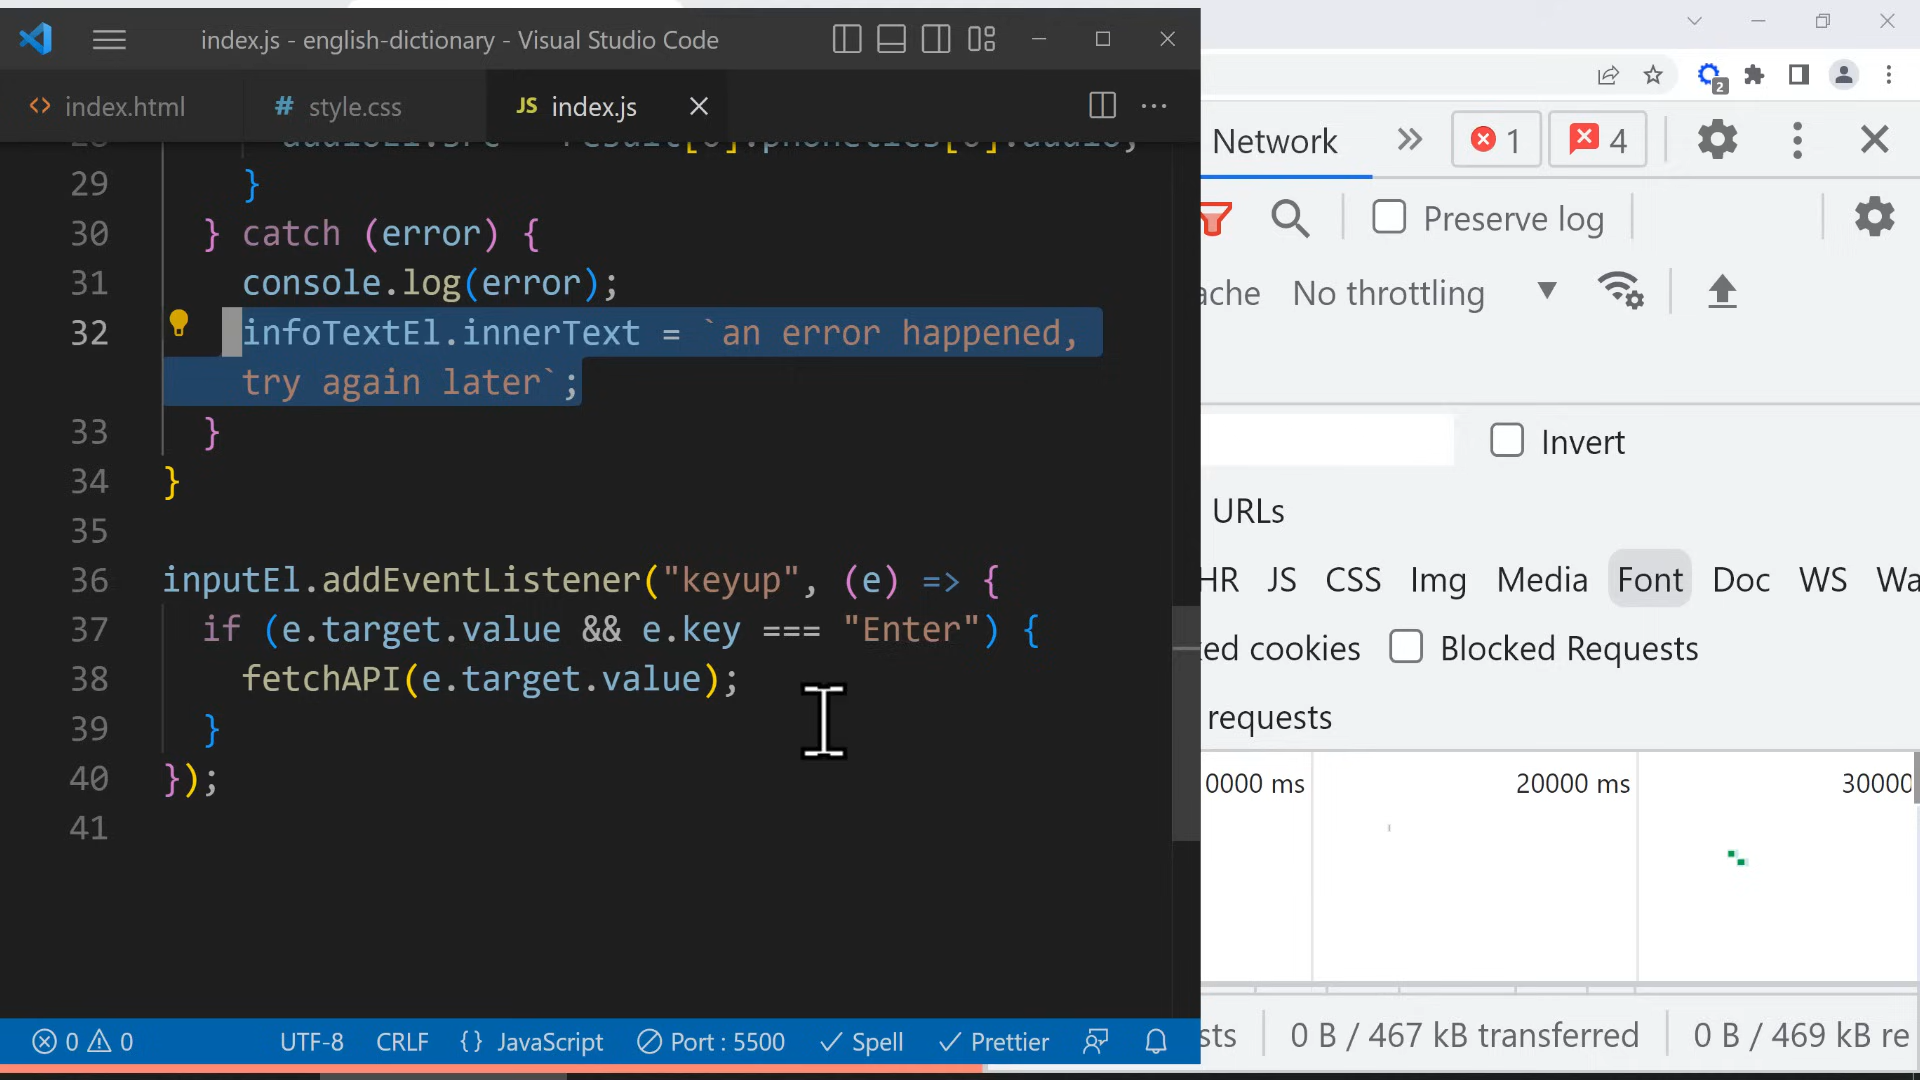 index.js - english-dictionary - Visual Studio Code
index.html
style.css
JS index.js
29 }
30 } catch (error) {
31 console.log(error);
32 infoTextEl.innerText = `an error happened,
try again later`;
33 }
34 }
35
36 inputEl.addEventListener("keyup", (e) => {
37 if (e.target.value && e.key === "Enter") {
38 fetchAPI(e.target.value);
39 }
40 });
41
0 0 UTF-8 CRLF {} JavaScript Port : 5500 Spell Prettier
2
Network 1 4
Preserve log
ache No throttling
Invert
URLs
HR JS CSS Img Media Font Doc WS Wa
ed cookies Blocked Requests
requests
0000 ms 20000 ms 30000
sts 0 B / 467 kB transferred 0 B / 469 kB re